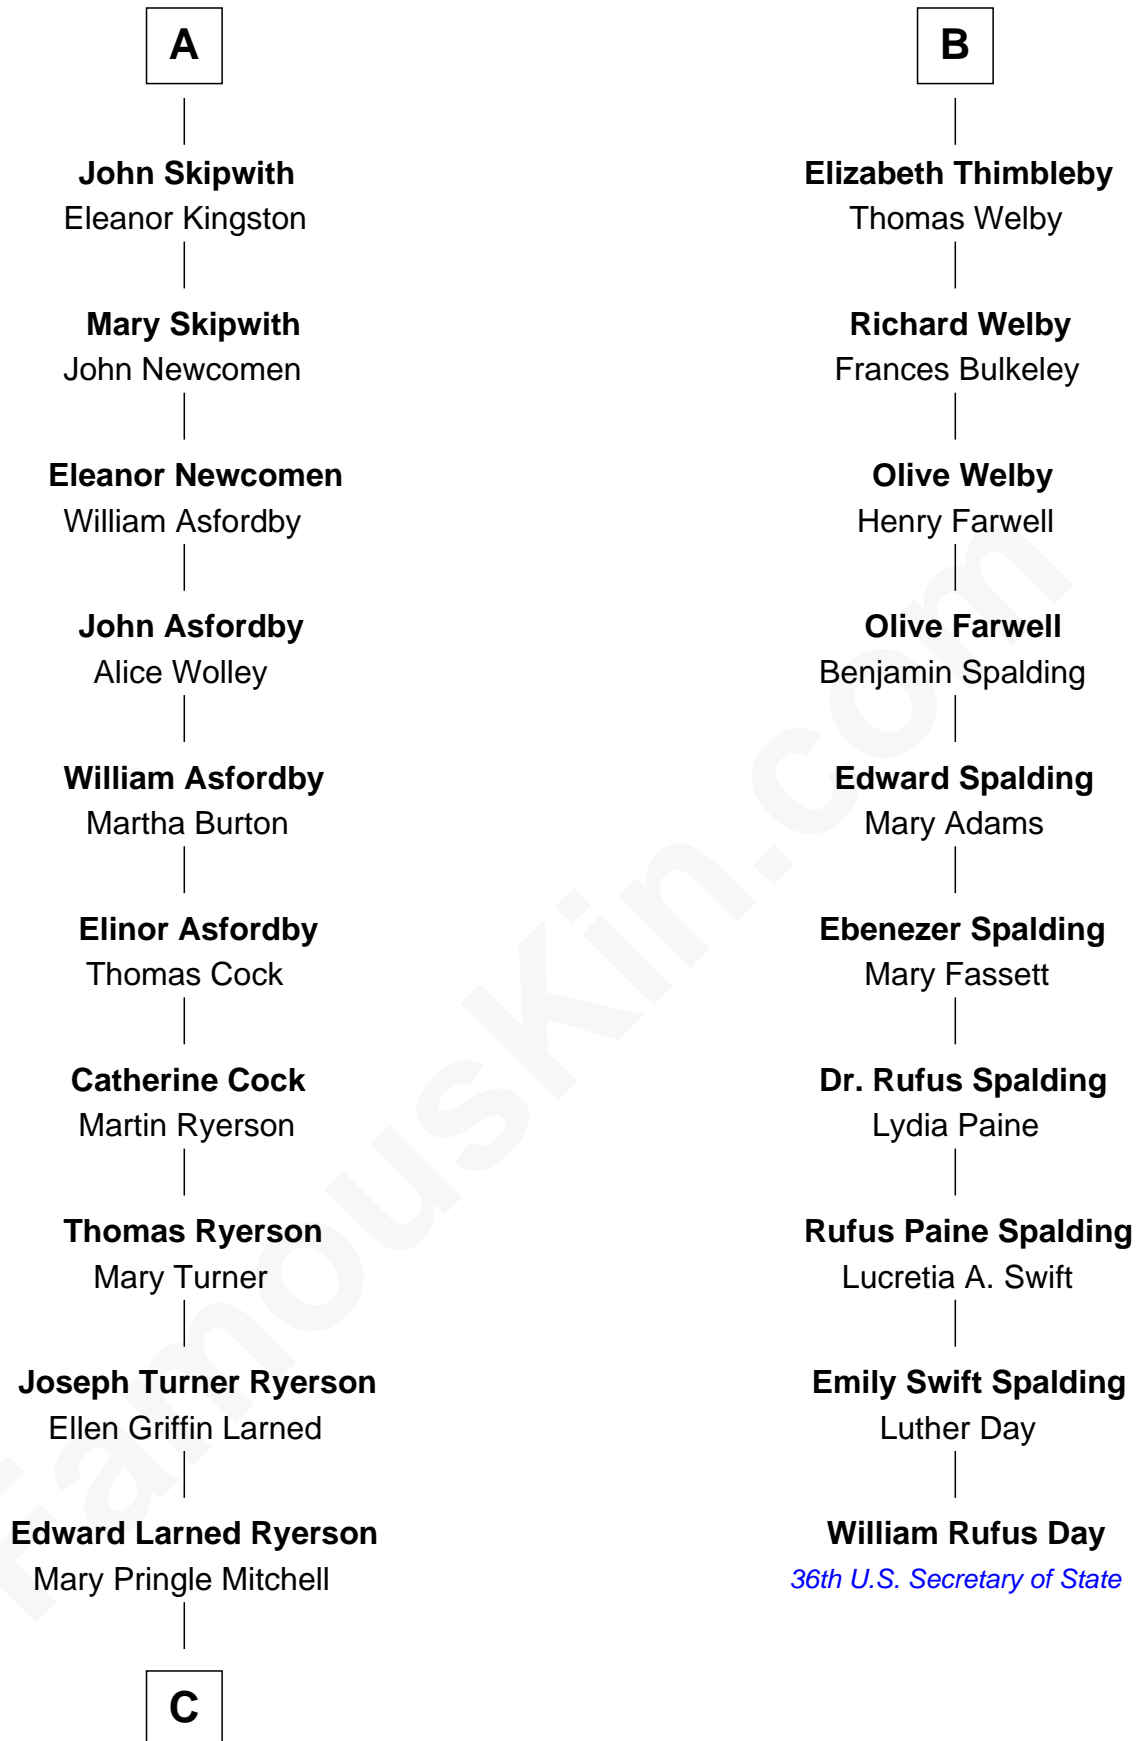 A
John Skipwith
Eleanor Kingston
Mary Skipwith
John Newcomen
Eleanor Newcomen
William Asfordby
John Asfordby
Alice Wolley
William Asfordby
Martha Burton
Elinor Asfordby
Thomas Cock
Catherine Cock
Martin Ryerson
Thomas Ryerson
Mary Turner
Joseph Turner Ryerson
Ellen Griffin Larned
Edward Larned Ryerson
Mary Pringle Mitchell
C
B
Elizabeth Thimbleby
Thomas Welby
Richard Welby
Frances Bulkeley
Olive Welby
Henry Farwell
Olive Farwell
Benjamin Spalding
Edward Spalding
Mary Adams
Ebenezer Spalding
Mary Fassett
Dr. Rufus Spalding
Lydia Paine
Rufus Paine Spalding
Lucretia A. Swift
Emily Swift Spalding
Luther Day
William Rufus Day
36th U.S. Secretary of State
FamousKin.com